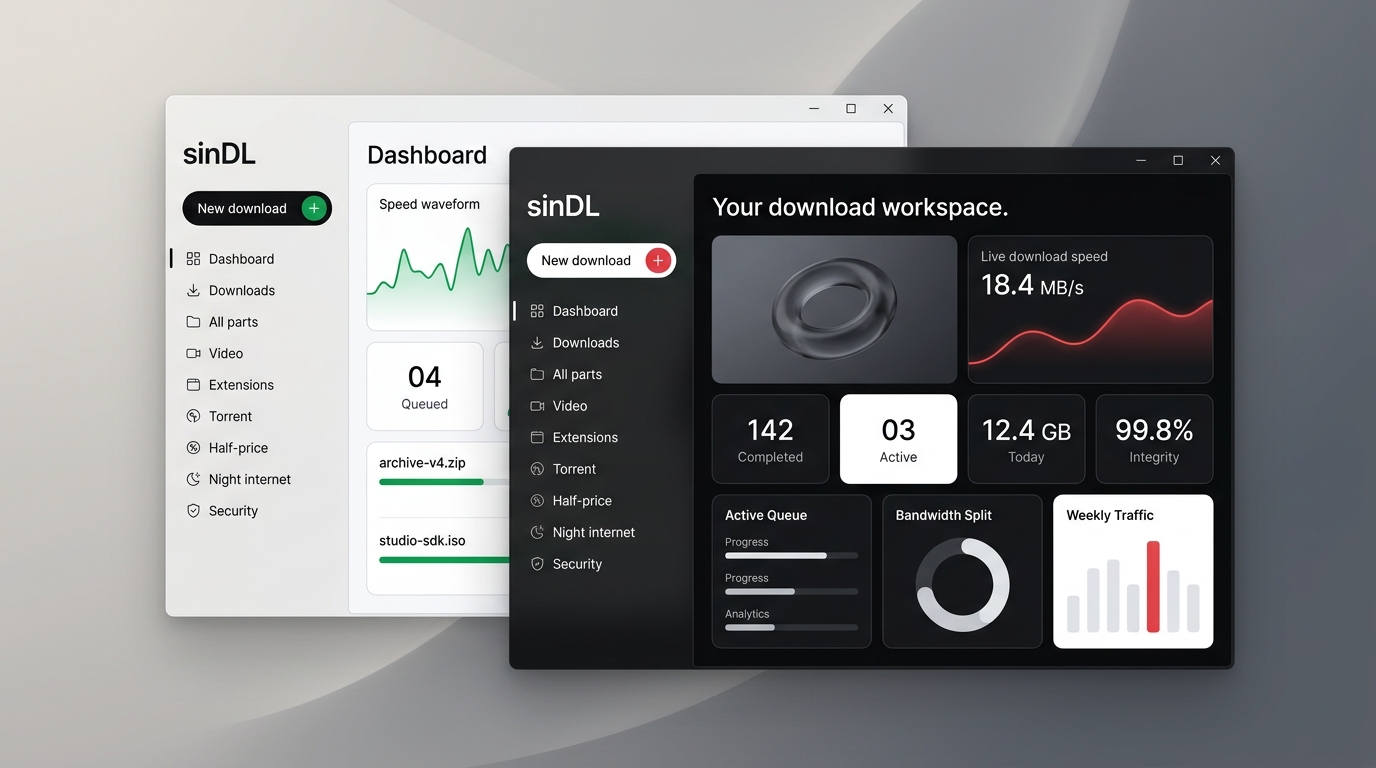 sinDL
New download
Dashboard
Downloads
All parts
Video
Extensions
Torrent
Half-price
Night internet
Security
Dashboard
Speed waveform
04
Queued
archive-v4.zip
studio-sdk.iso
sinDL
New download
Dashboard
Downloads
All parts
Video
Extensions
Torrent
Half-price
Night internet
Security
Your download workspace.
Live download speed
18.4 MB/s
142
Completed
03
Active
12.4 GB
Today
99.8%
Integrity
Active Queue
Progress
Progress
Analytics
Bandwidth Split
Weekly Traffic